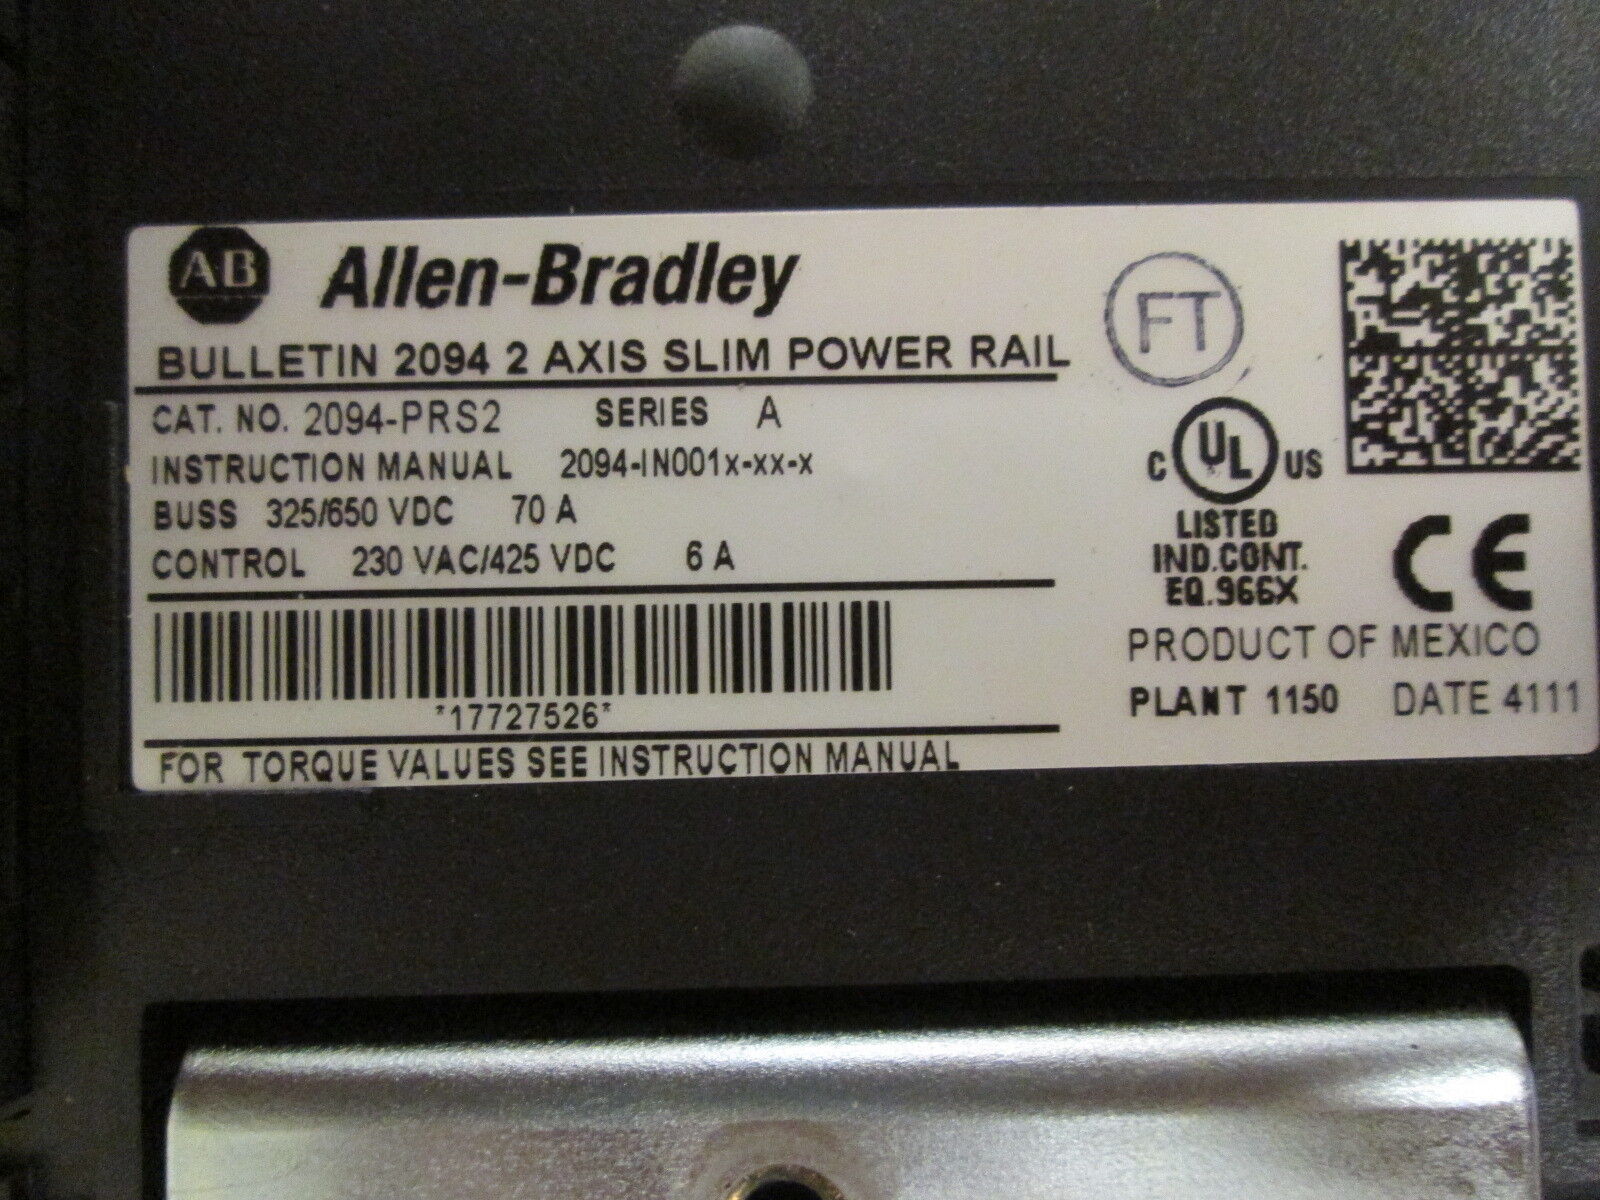 AB Allen-Bradley
BULLETIN 2094 2 AXIS SLIM POWER RAIL
CAT. NO. 2094-PRS2 SERIES A
INSTRUCTION MANUAL 2094-IN001x-xx-x
BUSS 325/650 VDC 70 A
CONTROL 230 VAC/425 VDC 6 A
*17727526*
FOR TORQUE VALUES SEE INSTRUCTION MANUAL
FT
C UL US
LISTED
IND.CONT.
EQ.966X
CE
PRODUCT OF MEXICO
PLANT 1150 DATE 4111